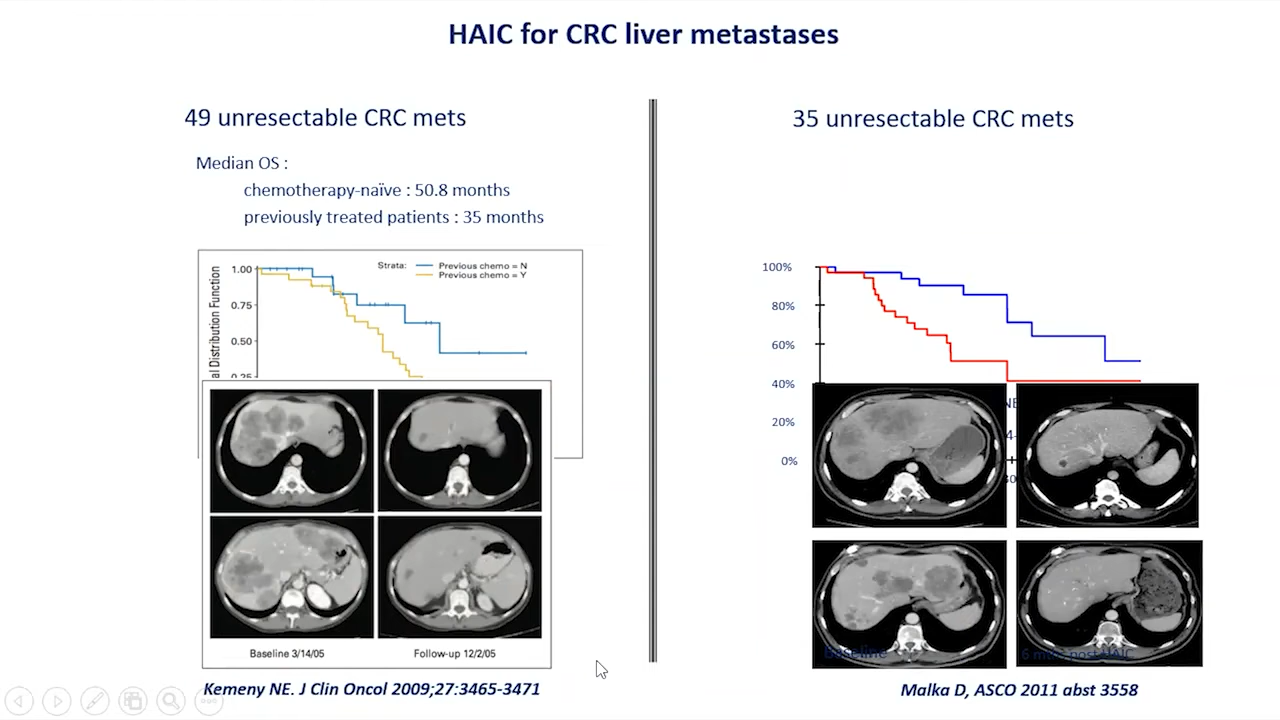 HAIC for CRC liver metastases
49 unresectable CRC mets
Median OS :
chemotherapy-naïve : 50.8 months
previously treated patients : 35 months
Strata:
Previous chemo = N
Previous chemo = Y
al Distribution Function
1.00
0.75
0.50
0.25
Baseline 3/14/05
Follow-up 12/2/05
Kemeny NE. J Clin Oncol 2009;27:3465-3471
35 unresectable CRC mets
100%
80%
60%
40%
20%
0%
Baseline
Malka D, ASCO 2011 abst 3558